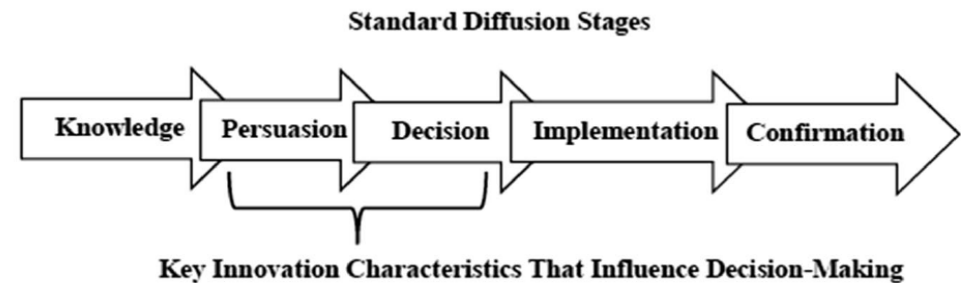 Standard Diffusion Stages
Knowledge Persuasion Decision Implementation Confirmation
Key Innovation Characteristics That Influence Decision-Making